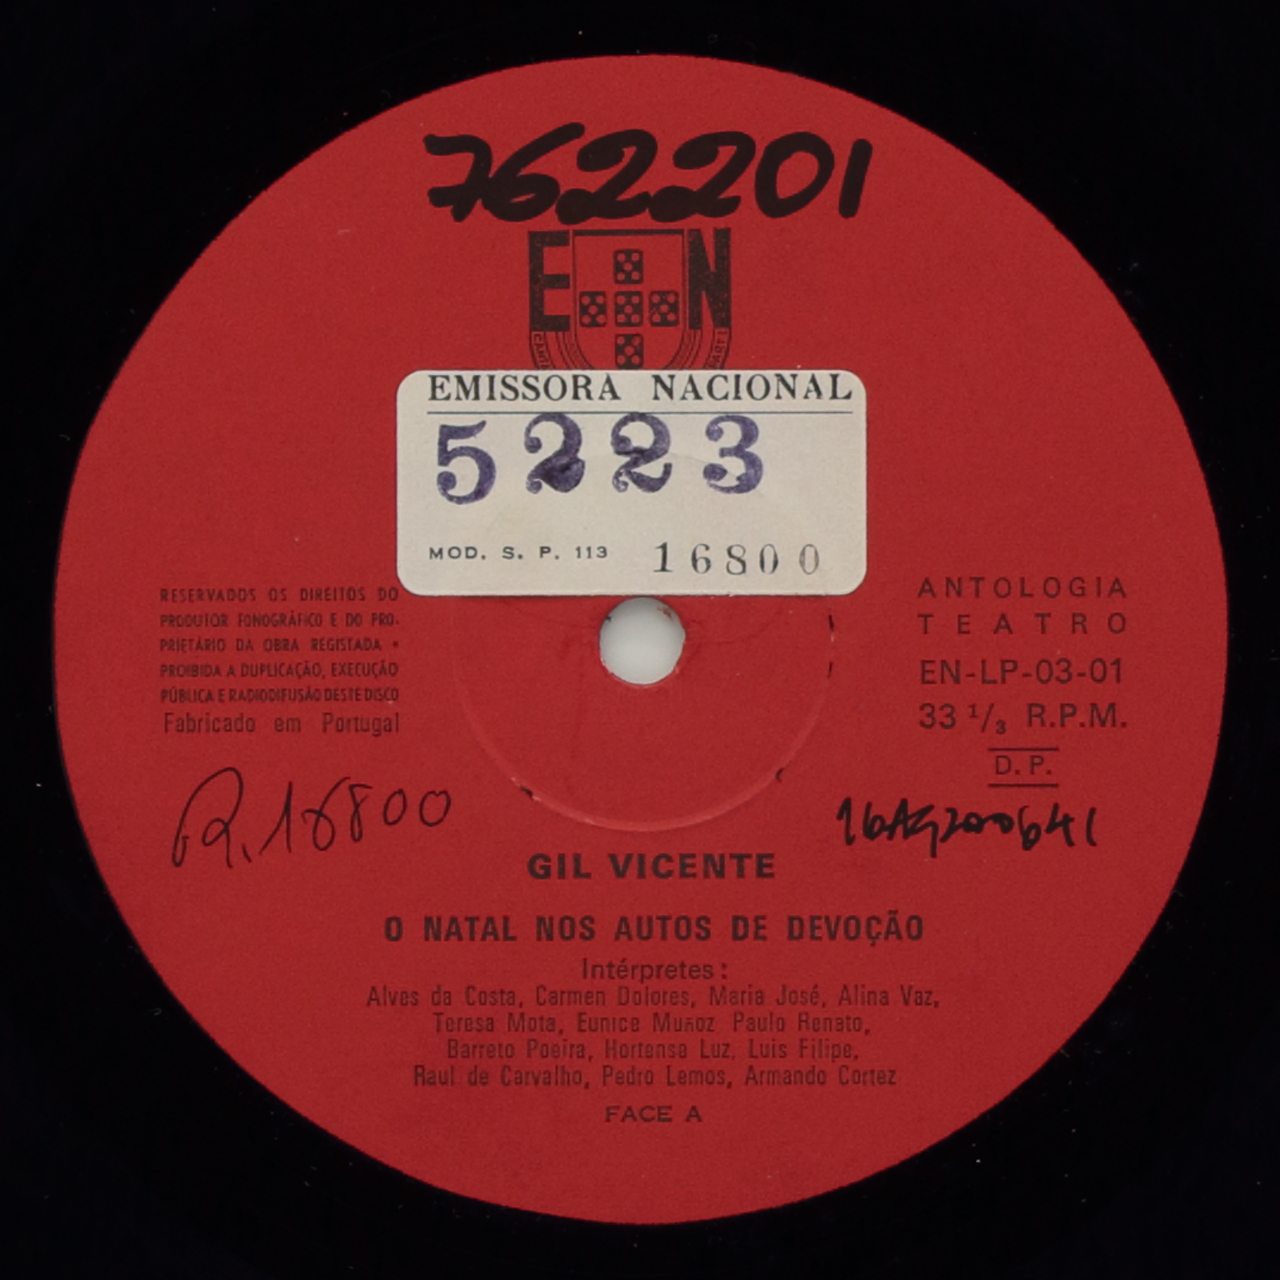 762201
E N
EMISSORA NACIONAL
5223
MOD. S. P. 113 16800
RESERVADOS OS DIREITOS DO
PRODUTOR FONOGRÁFICO E DO PRO-
PRIETÁRIO DA OBRA REGISTADA •
PROIBIDA A DUPLICAÇÃO, EXECUÇÃO
PÚBLICA E RADIODIFUSÃO DESTE DISCO
Fabricado em Portugal
ANTOLOGIA
TEATRO
EN-LP-03-01
33 1/3 R.P.M.
D. P.
R. 16800
16AG200641
GIL VICENTE
O NATAL NOS AUTOS DE DEVOÇÃO
Intérpretes:
Alves da Costa, Carmen Dolores, Maria José, Alina Vaz,
Teresa Mota, Eunice Muñoz Paulo Renato,
Barreto Poeira, Hortense Luz, Luis Filipe,
Raul de Carvalho, Pedro Lemos, Armando Cortez
FACE A